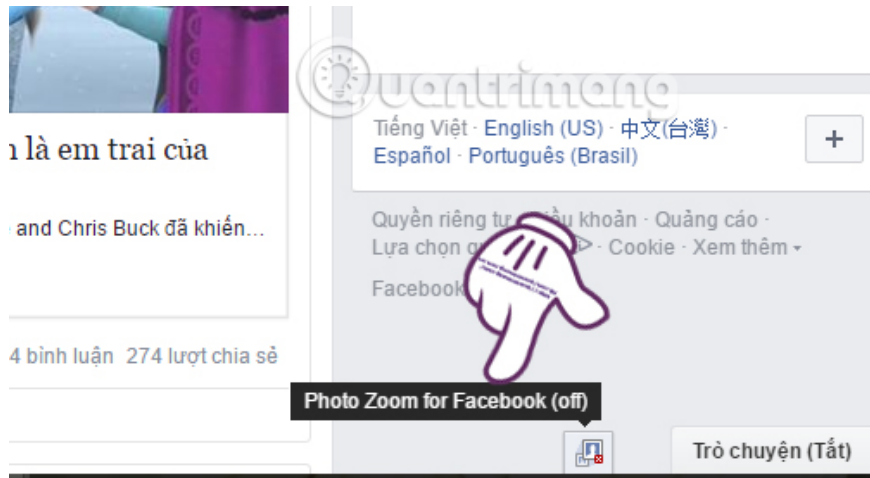 Quantrimang
là em trai của
and Chris Buck đã khiến...
4 bình luận 274 lượt chia sẻ
Tiếng Việt · English (US) · 中文(台灣) ·
Español · Português (Brasil)
+
Quyền riêng tư · khoản · Quảng cáo ·
Lựa chọn · Cookie · Xem thêm
Facebook
Photo Zoom for Facebook (off)
Trò chuyện (Tắt)